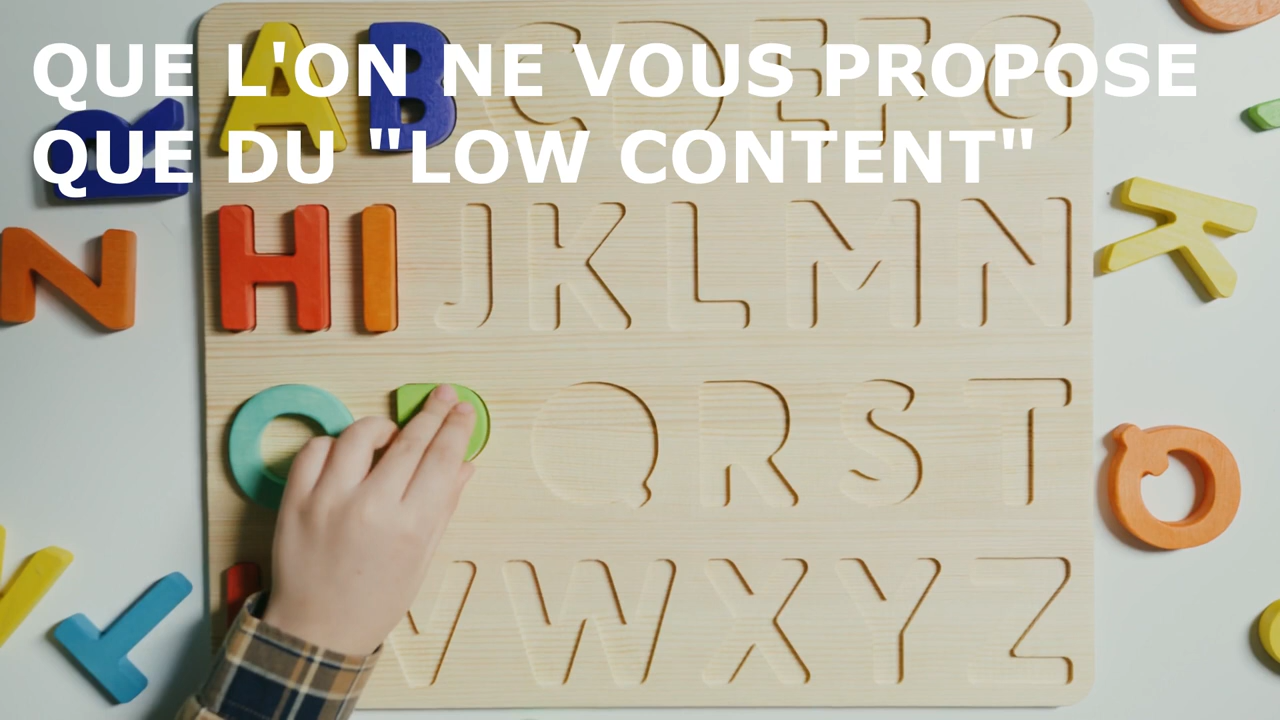 QUE L'ON NE VOUS PROPOSE
QUE DU "LOW CONTENT"
A B C D E F G
R
H I J K L M N
N
K
O P Q R S T
Q
V W X Y Z
T